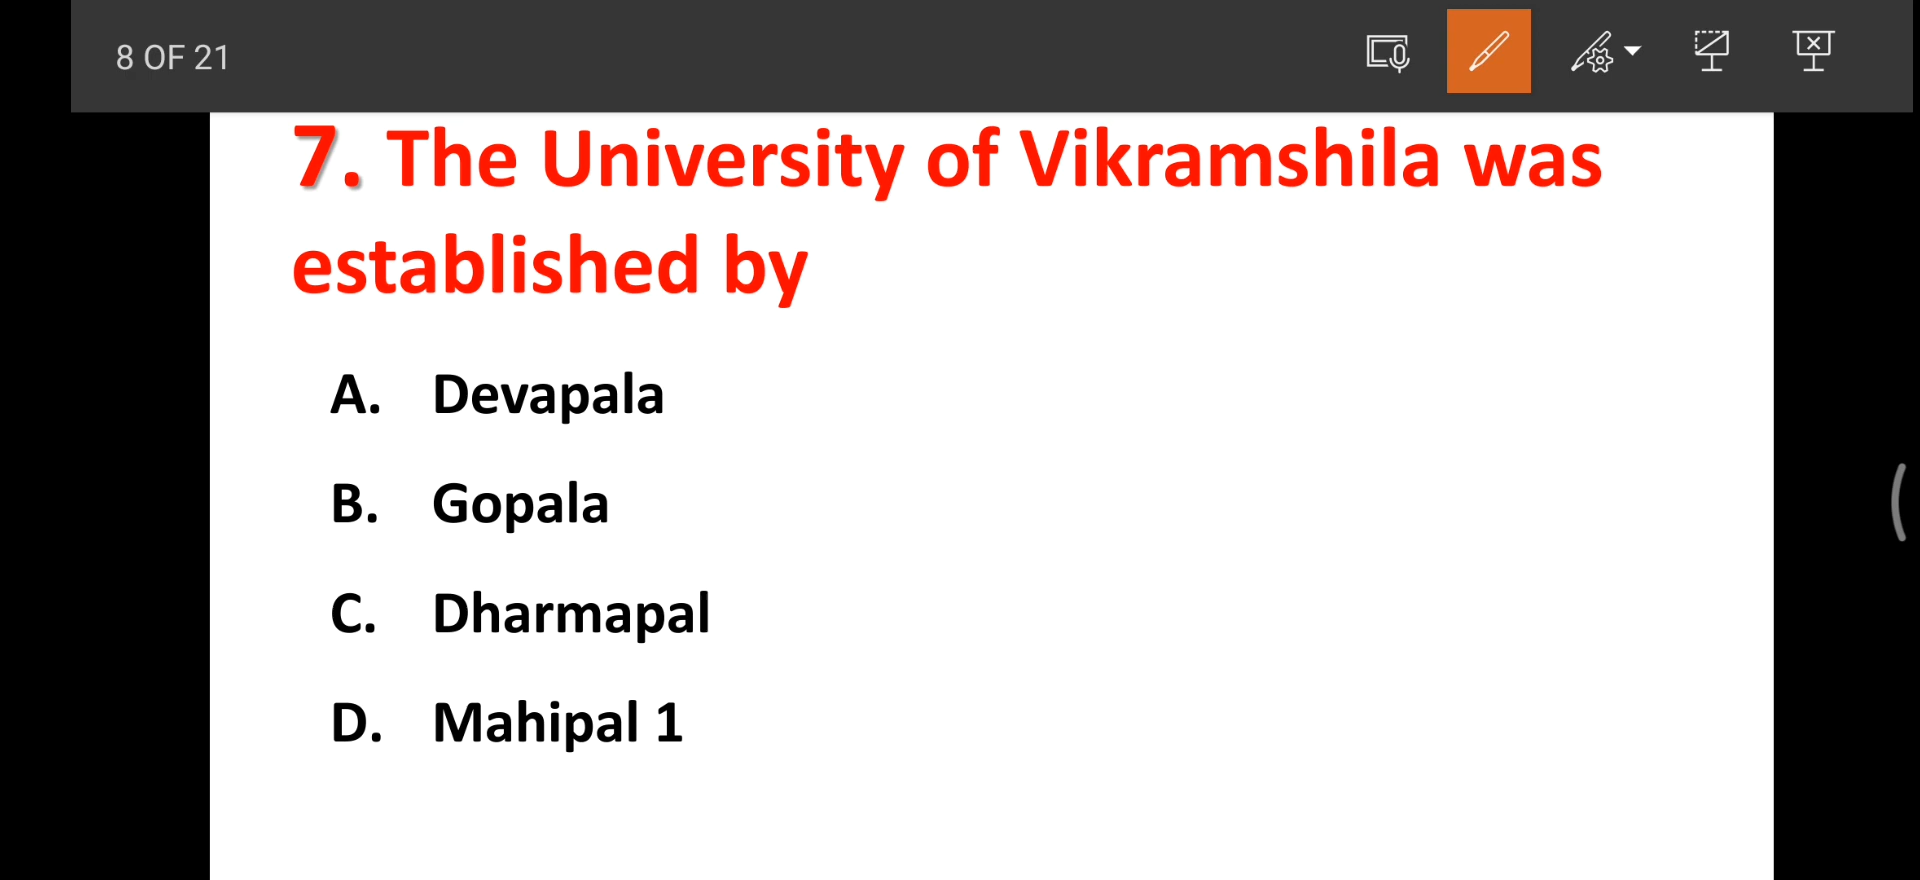 8 OF 21
7. The University of Vikramshila was
established by
A. Devapala
B. Gopala
C. Dharmapal
D. Mahipal 1